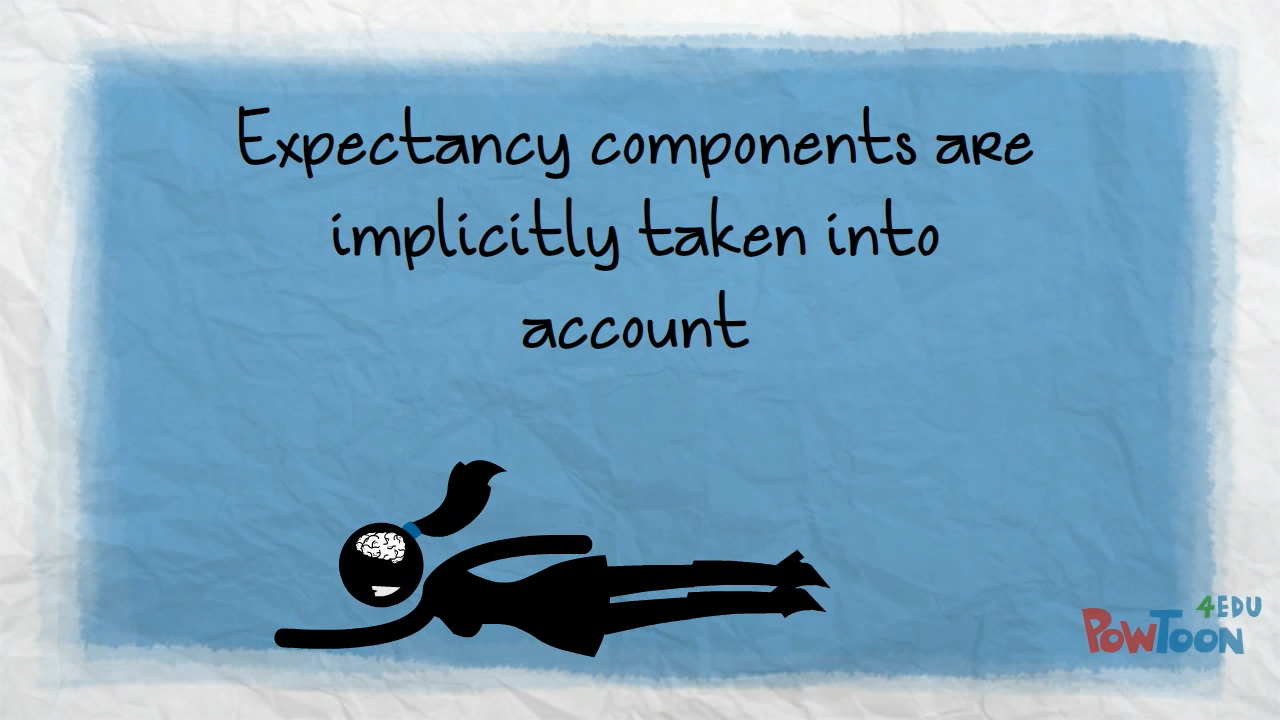 Expectancy components are
implicitly taken into
account
4EDU
POWTOON